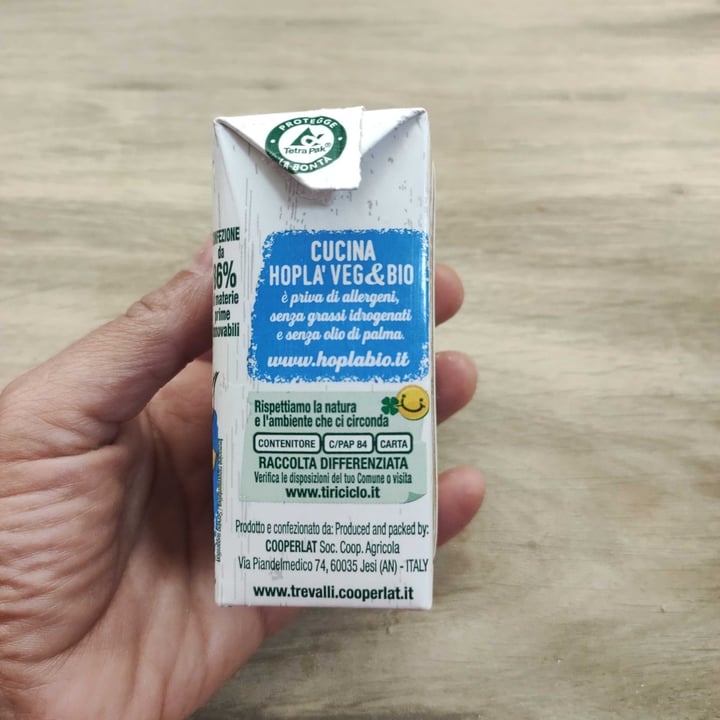 PROTEGGE
Tetra Pak®
LA BONTÀ
da
materie
prime
CUCINA
HOPLA' VEG&BIO
è priva di allergeni,
senza grassi idrogenati
e senza olio di palma.
www.hoplabio.it
Rispettiamo la natura
e l'ambiente che ci circonda
CONTENITORE C/PAP 84 CARTA
RACCOLTA DIFFERENZIATA
Verifica le disposizioni del tuo Comune o visita
www.tiriciclo.it
Prodotto e confezionato da: Produced and packed by:
COOPERLAT Soc. Coop. Agricola
Via Piandelmedico 74, 60035 Jesi (AN) - ITALY
www.trevalli.cooperlat.it